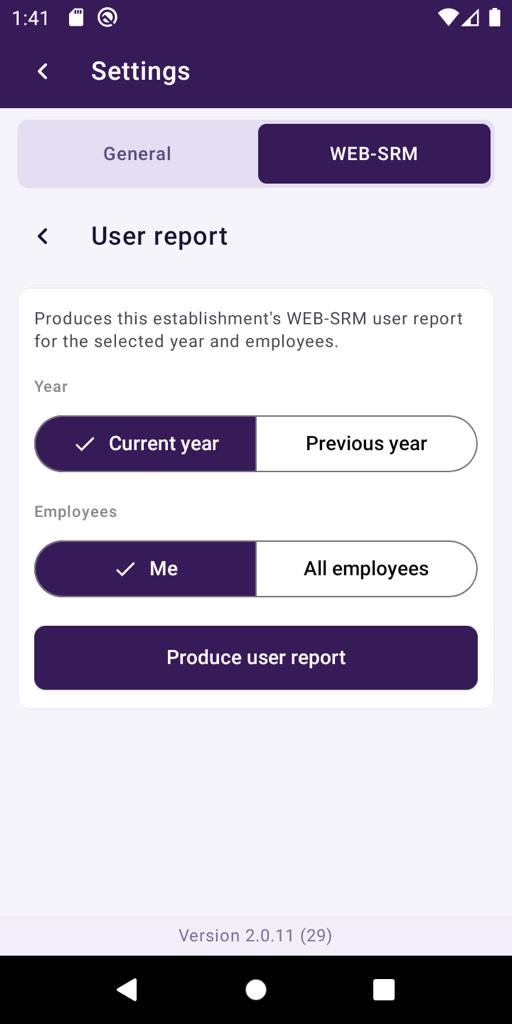 1:41
Settings
General
WEB-SRM
User report
Produces this establishment's WEB-SRM user report
for the selected year and employees.
Year
Current year
Previous year
Employees
Me
All employees
Produce user report
Version 2.0.11 (29)